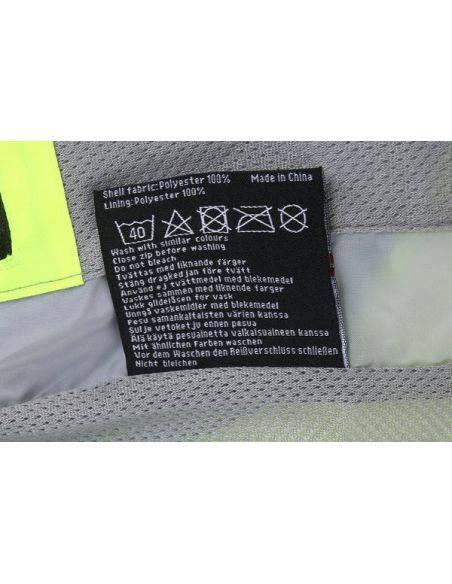 Shell fabric:Polyester 100% Made in China
Lining:Polyester 100%
40
Wash with similar colours
Close zip before washing
Do not bleach
Tvättas med liknande färger
Stäng dragked jan före tvätt
Använd ej tvättmedel med blekemedel
Vaskes sammen med liknende farger
Lukk glidelåsen før vask
Unngå vaskemidler med blekemedel
Pesu samankaltaisten värien kanssa
Sulje vetoketju ennen pesua
Älä käytä pesuainetta valkaisuaineen kanssa
Mit ähnlichen Farben waschen
Vor dem Waschen den Reißverschluss schließen
Nicht bleichen